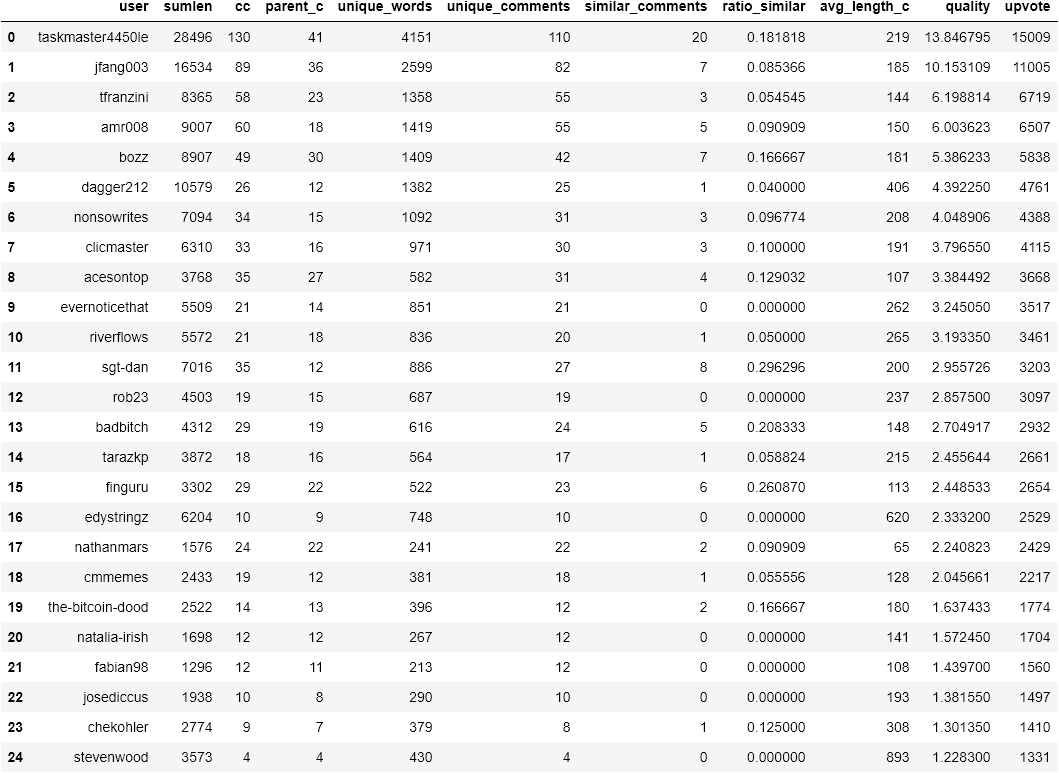 user sumlen cc parent_c unique_words unique_comments similar_comments ratio_similar avg_length_c quality upvote
0 taskmaster4450le 28496 130 41 4151 110 20 0.181818 219 13.846795 15009
1 jfang003 16534 89 36 2599 82 7 0.085366 185 10.153109 11005
2 tfranzini 8365 58 23 1358 55 3 0.054545 144 6.198814 6719
3 amr008 9007 60 18 1419 55 5 0.090909 150 6.003623 6507
4 bozz 8907 49 30 1409 42 7 0.166667 181 5.386233 5838
5 dagger212 10579 26 12 1382 25 1 0.040000 406 4.392250 4761
6 nonsowrites 7094 34 15 1092 31 3 0.096774 208 4.048906 4388
7 clicmaster 6310 33 16 971 30 3 0.100000 191 3.796550 4115
8 acesontop 3768 35 27 582 31 4 0.129032 107 3.384492 3668
9 evernoticethat 5509 21 14 851 21 0 0.000000 262 3.245050 3517
10 riverflows 5572 21 18 836 20 1 0.050000 265 3.193350 3461
11 sgt-dan 7016 35 12 886 27 8 0.296296 200 2.955726 3203
12 rob23 4503 19 15 687 19 0 0.000000 237 2.857500 3097
13 badbitch 4312 29 19 616 24 5 0.208333 148 2.704917 2932
14 tarazkp 3872 18 16 564 17 1 0.058824 215 2.455644 2661
15 finguru 3302 29 22 522 23 6 0.260870 113 2.448533 2654
16 edystringz 6204 10 9 748 10 0 0.000000 620 2.333200 2529
17 nathanmars 1576 24 22 241 22 2 0.090909 65 2.240823 2429
18 cmmemes 2433 19 12 381 18 1 0.055556 128 2.045661 2217
19 the-bitcoin-dood 2522 14 13 396 12 2 0.166667 180 1.637433 1774
20 natalia-irish 1698 12 12 267 12 0 0.000000 141 1.572450 1704
21 fabian98 1296 12 11 213 12 0 0.000000 108 1.439700 1560
22 josediccus 1938 10 8 290 10 0 0.000000 193 1.381550 1497
23 chekohler 2774 9 7 379 8 1 0.125000 308 1.301350 1410
24 stevenwood 3573 4 4 430 4 0 0.000000 893 1.228300 1331